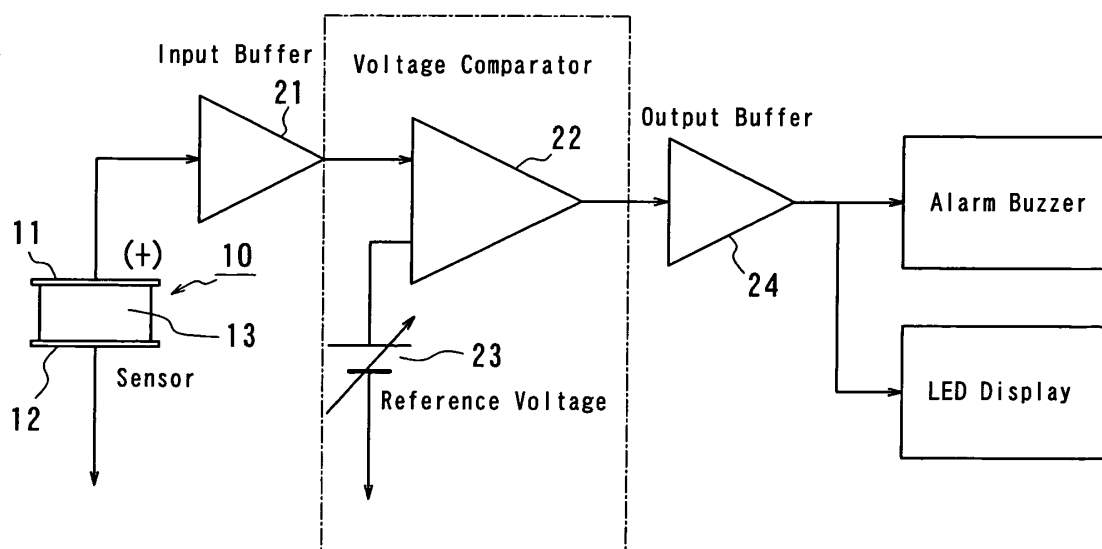 Input Buffer
Voltage Comparator
21
22
Output Buffer
Alarm Buzzer
11
(+)
10
24
13
23
LED Display
Sensor
12
Reference Voltage